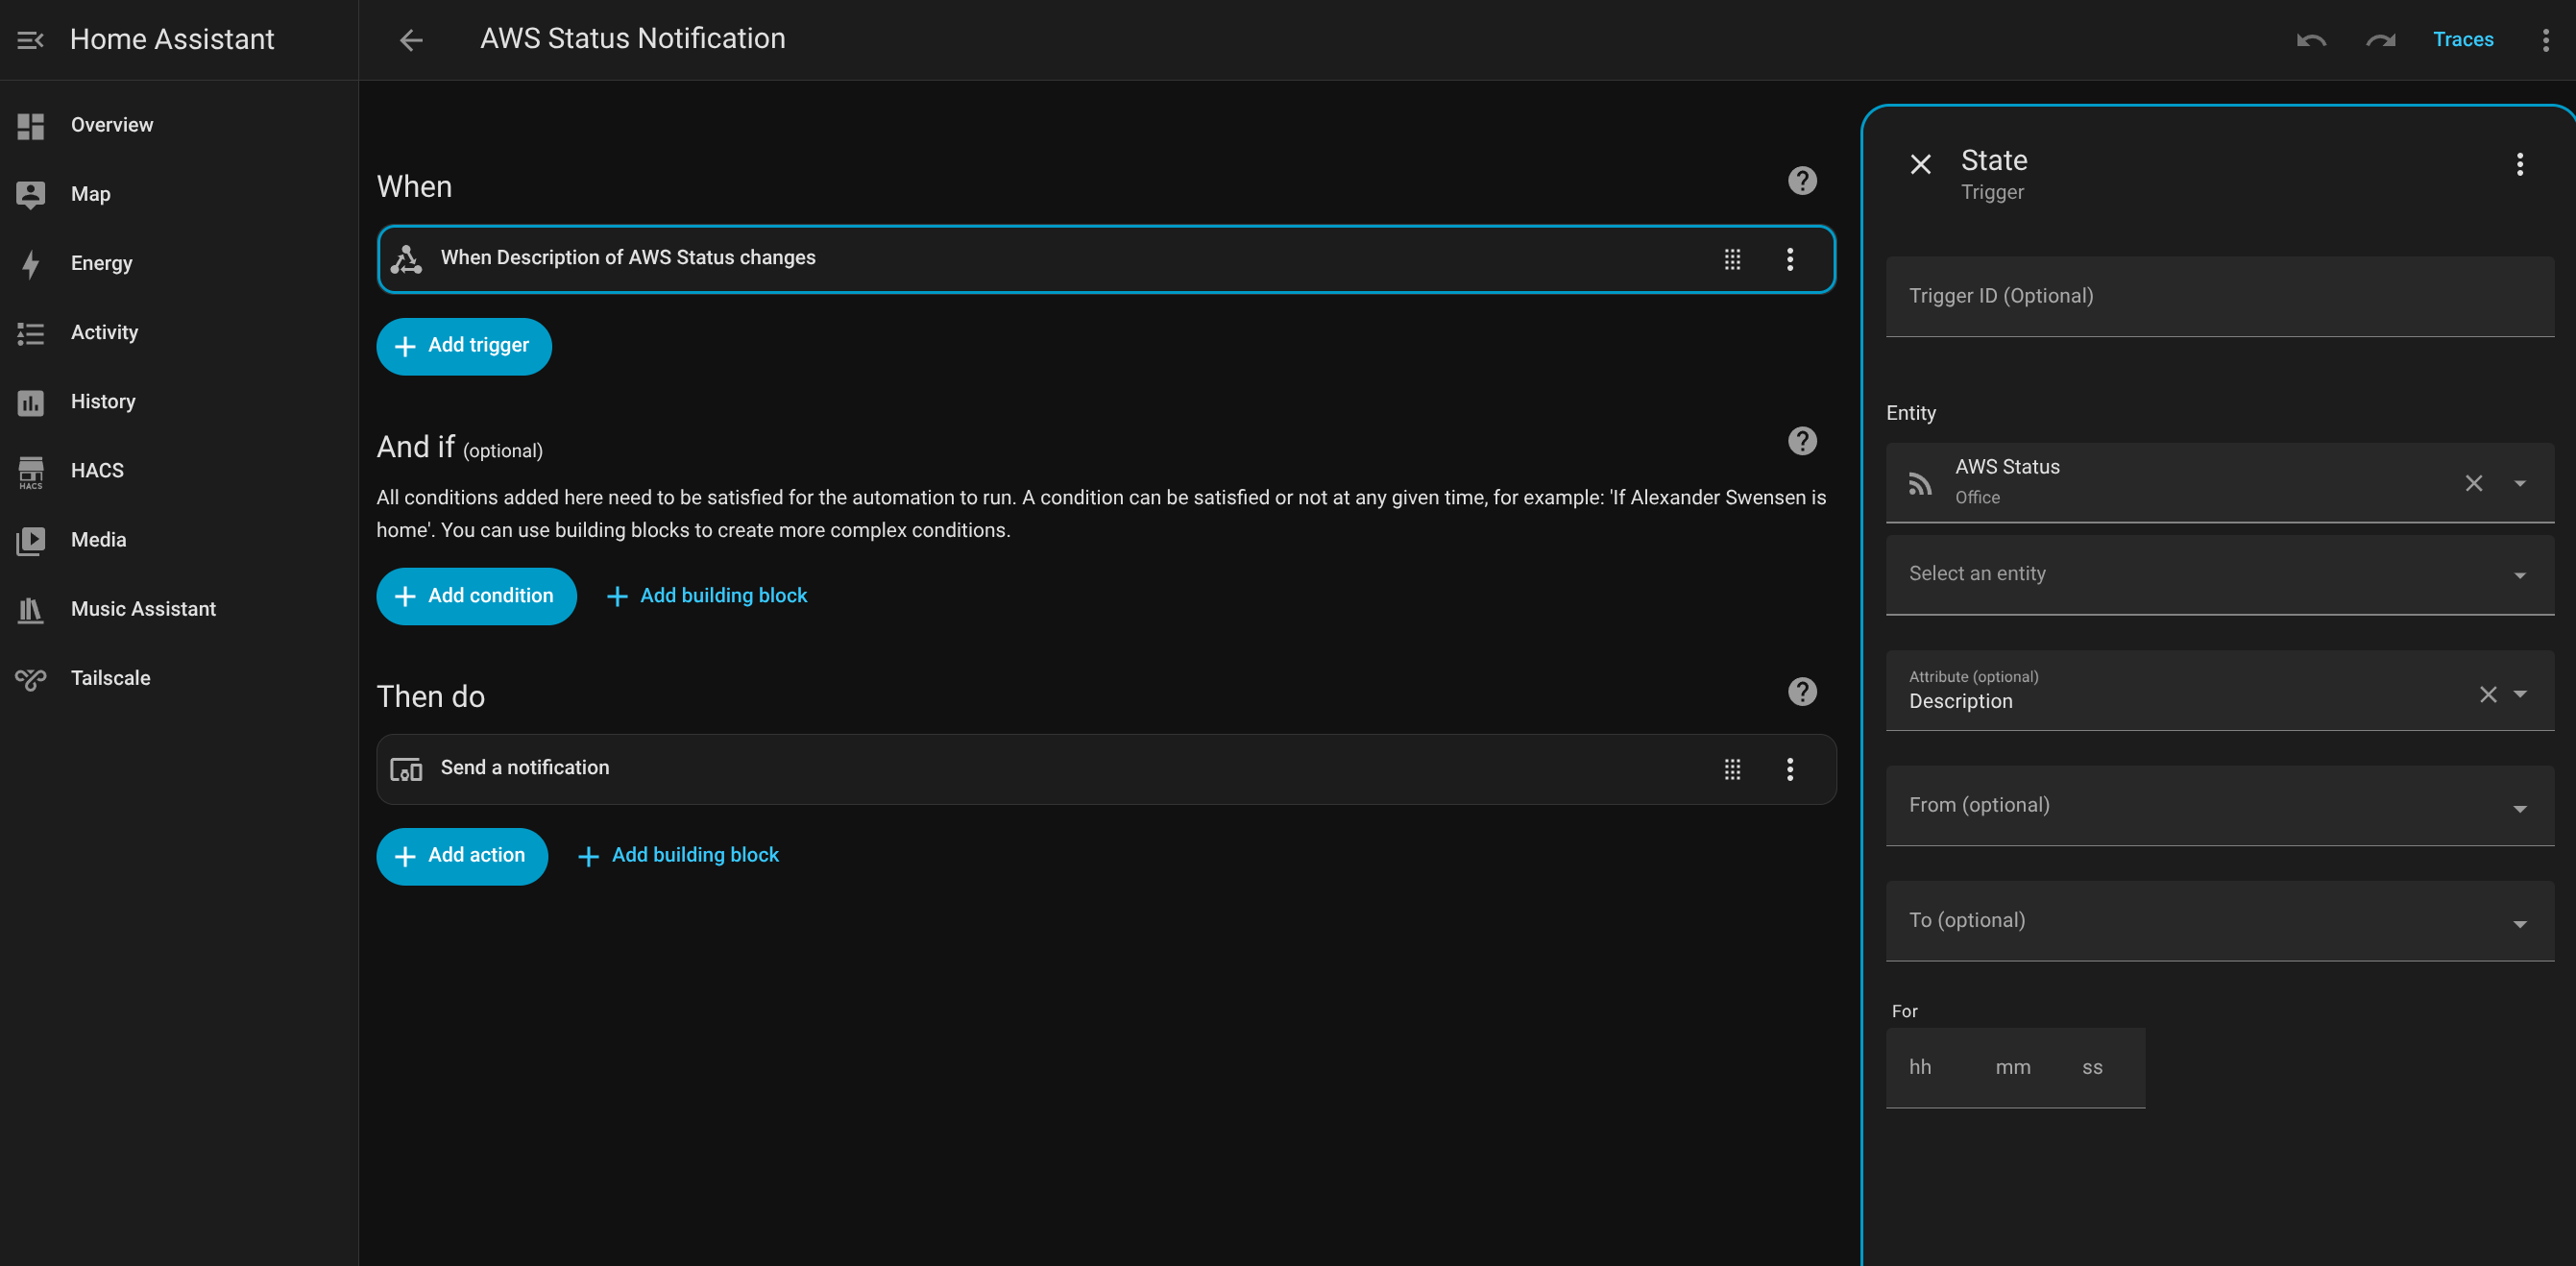 Home Assistant
Overview
Map
Energy
Activity
History
HACS
HACS
Media
Music Assistant
Tailscale
AWS Status Notification
Traces
When
When Description of AWS Status changes
Add trigger
And if (optional)
All conditions added here need to be satisfied for the automation to run. A condition can be satisfied or not at any given time, for example: 'If Alexander Swensen is
home'. You can use building blocks to create more complex conditions.
Add condition
Add building block
Then do
Send a notification
Add action
Add building block
State
Trigger
Trigger ID (Optional)
Entity
AWS Status
Office
Select an entity
Attribute (optional)
Description
From (optional)
To (optional)
For
hh mm ss